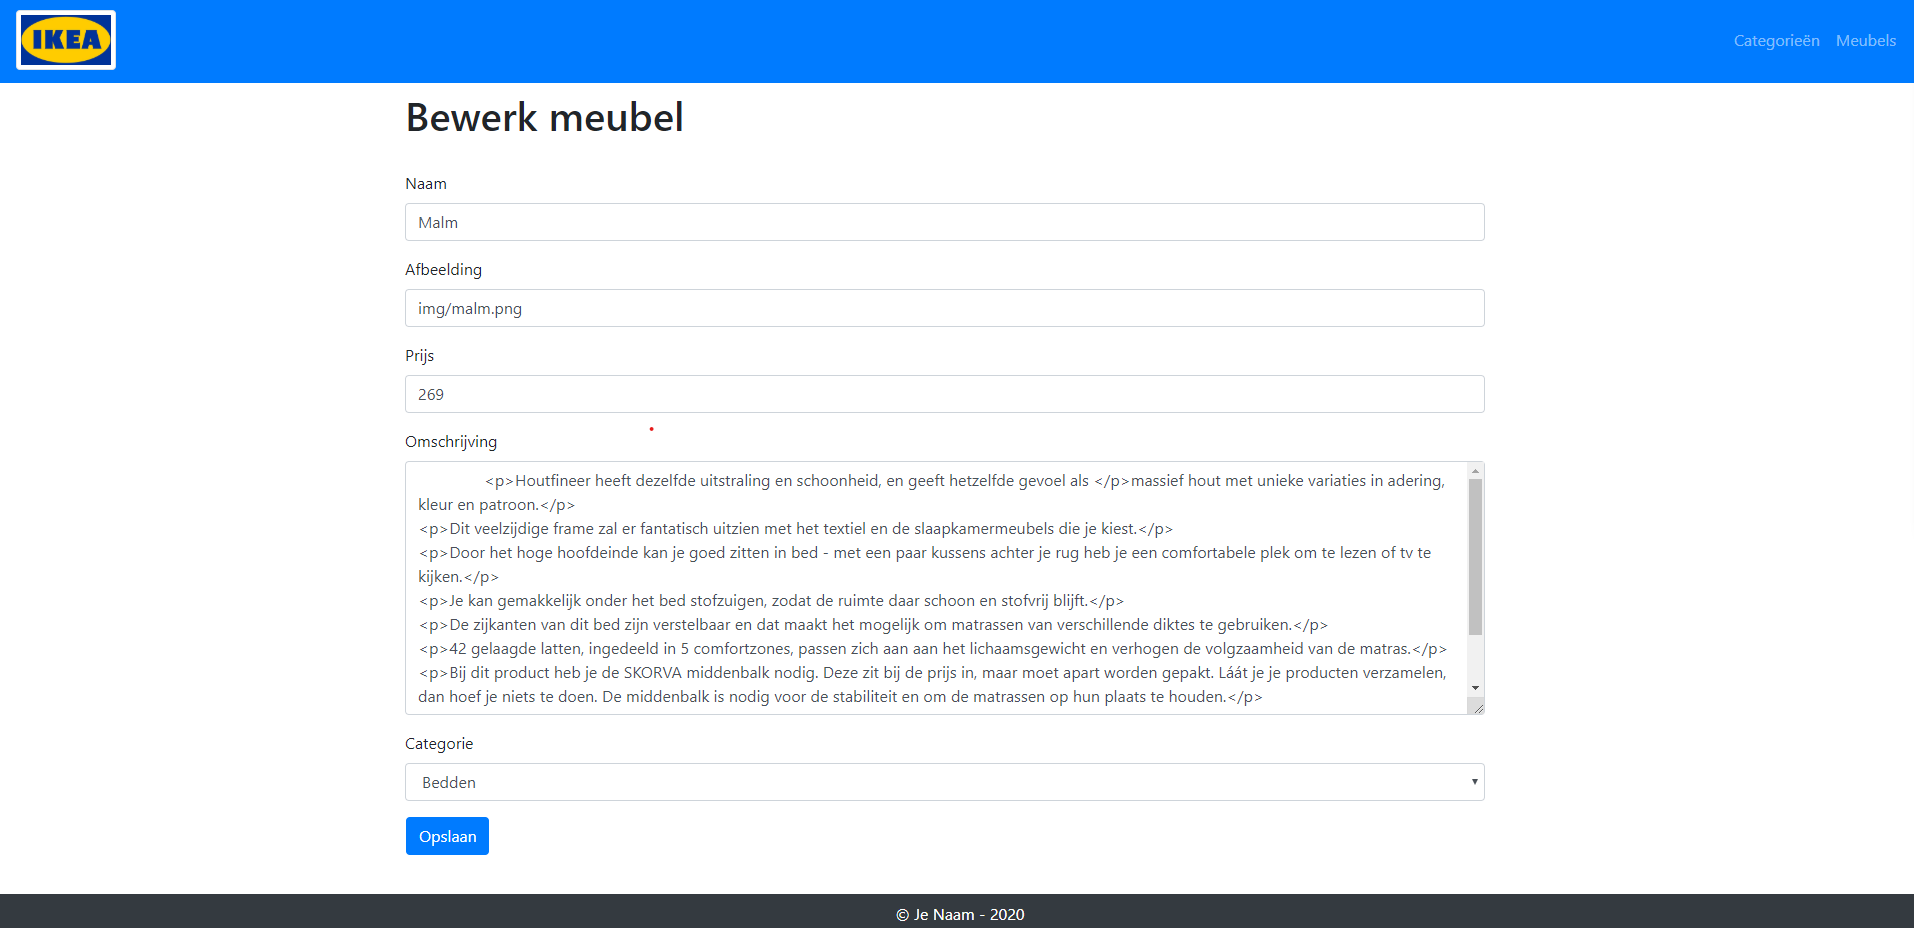 IKEA
Categorieën Meubels
Bewerk meubel
Naam
Malm
Afbeelding
img/malm.png
Prijs
269
Omschrijving
<p>Houtfineer heeft dezelfde uitstraling en schoonheid, en geeft hetzelfde gevoel als </p>massief hout met unieke variaties in adering,
kleur en patroon.</p>
<p>Dit veelzijdige frame zal er fantatisch uitzien met het textiel en de slaapkamermeubels die je kiest.</p>
<p>Door het hoge hoofdeinde kan je goed zitten in bed - met een paar kussens achter je rug heb je een comfortabele plek om te lezen of tv te
kijken.</p>
<p>Je kan gemakkelijk onder het bed stofzuigen, zodat de ruimte daar schoon en stofvrij blijft.</p>
<p>De zijkanten van dit bed zijn verstelbaar en dat maakt het mogelijk om matrassen van verschillende diktes te gebruiken.</p>
<p>42 gelaagde latten, ingedeeld in 5 comfortzones, passen zich aan aan het lichaamsgewicht en verhogen de volgzaamheid van de matras.</p>
<p>Bij dit product heb je de SKORVA middenbalk nodig. Deze zit bij de prijs in, maar moet apart worden gepakt. Láát je je producten verzamelen,
dan hoef je niets te doen. De middenbalk is nodig voor de stabiliteit en om de matrassen op hun plaats te houden.</p>
Categorie
Bedden
Opslaan
© Je Naam - 2020